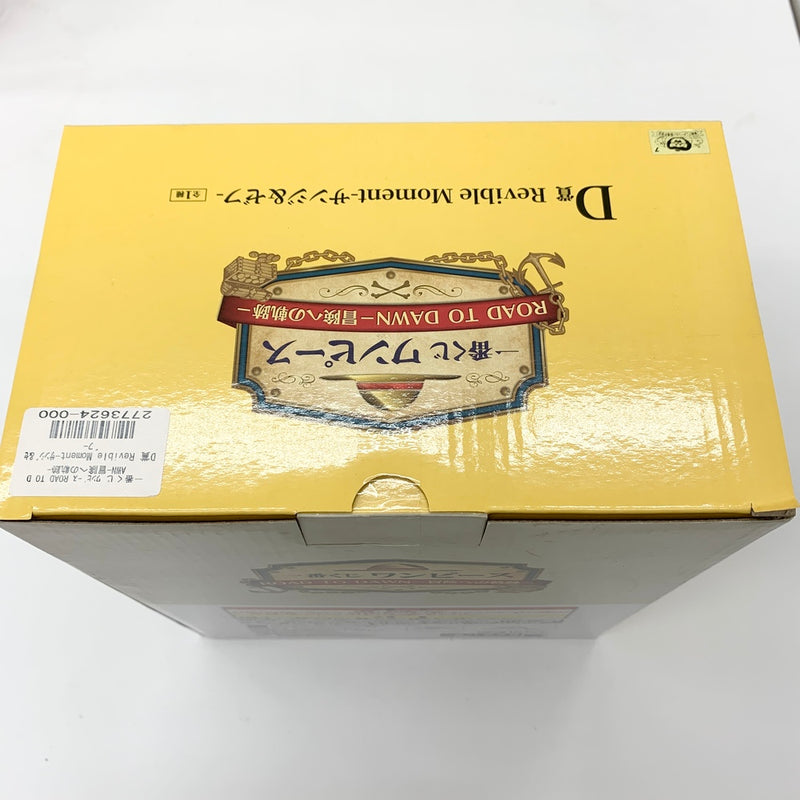 D賞 Revible Moment-サンジ&ゼフ- 全1種
ROAD TO DAWN－冒険への軌跡－
一番くじ ワンピース
一番くじ ﾜﾝﾋﾟｰｽ ROAD TO D
AWN-冒険への軌跡-
D賞 Revible Moment-ｻﾝｼﾞ&ｾ
ﾞﾌ-
2773624-000